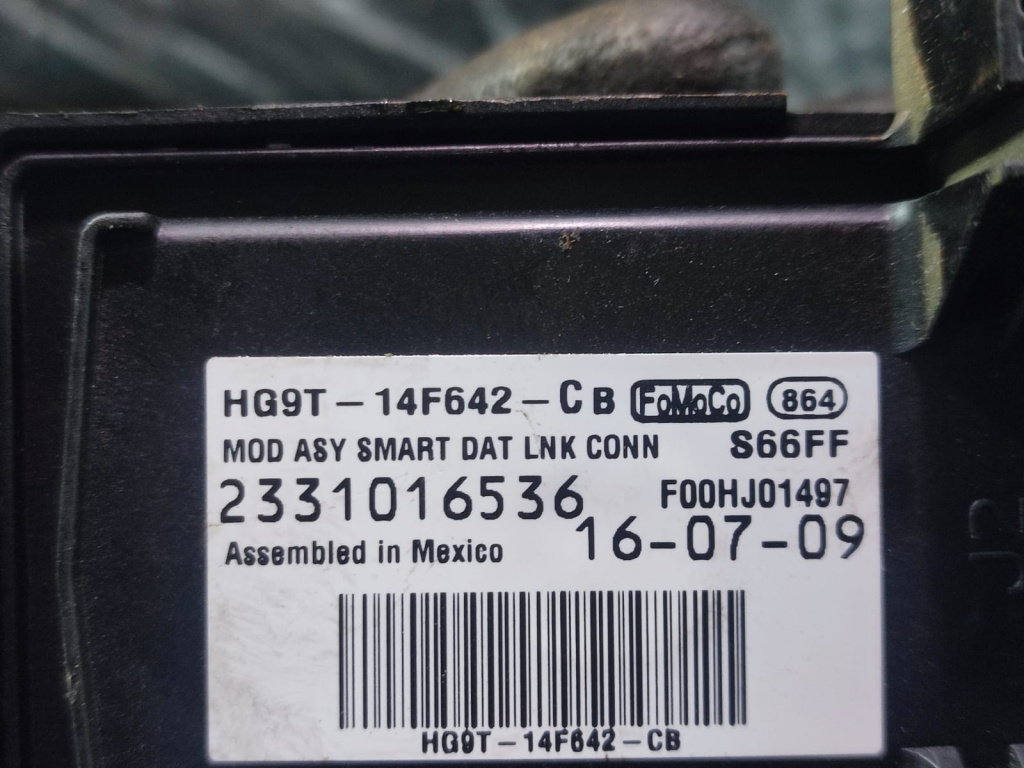 HG9T-14F642-CB FoMoCo 864
MOD ASY SMART DAT LNK CONN S66FF
2331016536 F00HJ01497
Assembled in Mexico 16-07-09
HG9T-14F642-CB